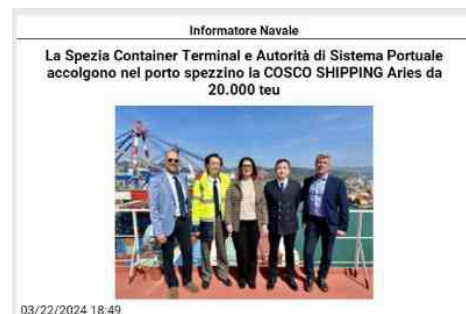 Informatore Navale
La Spezia Container Terminal e Autorità di Sistema Portuale
accolgono nel porto spezzino la COSCO SHIPPING Aries da
20.000 teu
03/22/2024 18:49